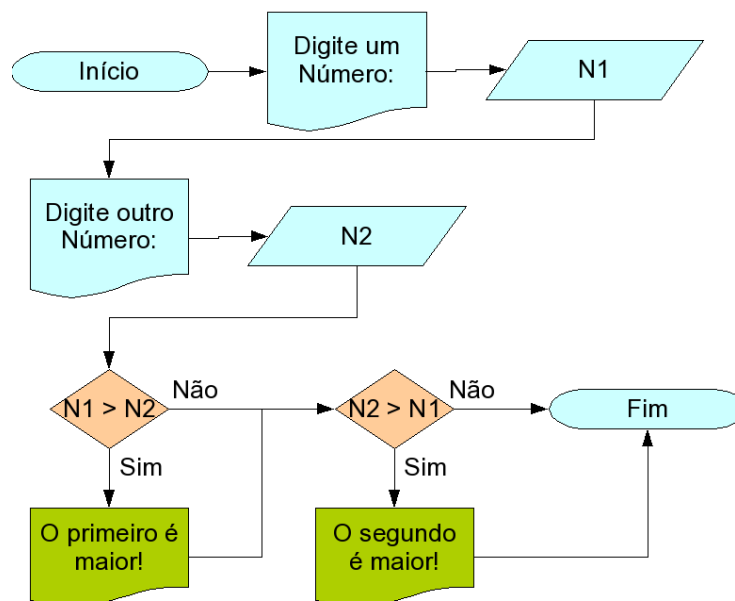 Início
Digite um
Número:
N1
Digite outro
Número:
N2
N1 > N2
Não
Sim
O primeiro é
maior!
N2 > N1
Não
Sim
O segundo
é maior!
Fim